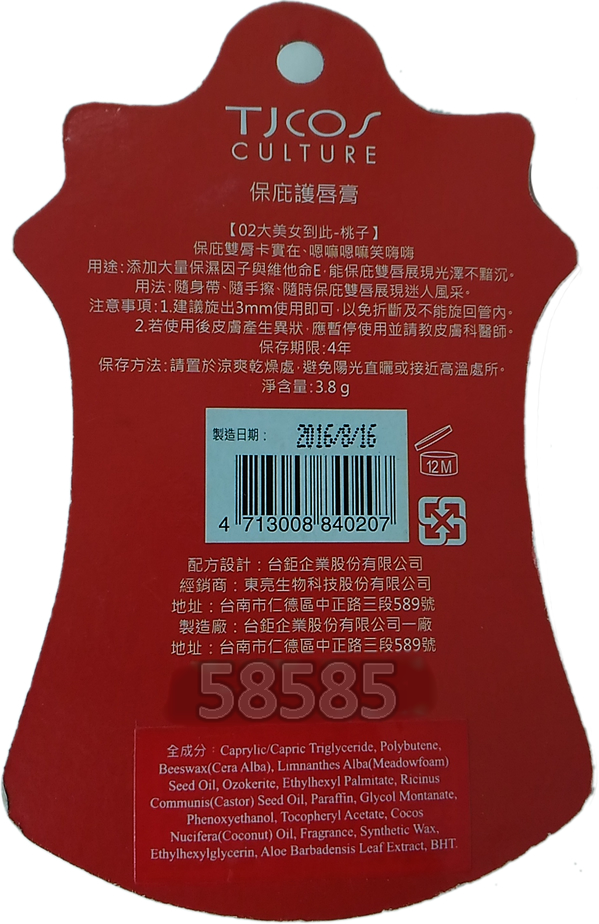 TJCOS
CULTURE
保庇護唇膏
【02大美女到此-桃子】
保庇雙脣卡實在、嗯嘛嗯嘛笑嗨嗨
用途:添加大量保濕因子與維他命E,能保庇雙唇展現光澤不黯沉。
用法:隨身帶、隨手擦、隨時保庇雙唇展現迷人風采。
注意事項:1.建議旋出3mm使用即可,以免折斷及不能旋回管內。
2.若使用後皮膚產生異狀,應暫停使用並請教皮膚科醫師。
保存期限:4年
保存方法:請置於涼爽乾燥處,避免陽光直曬或接近高溫處所。
淨含量:3.8g
製造日期: 2016/8/16
12M
4 713008 840207
配方設計:台鉅企業股份有限公司
經銷商:東亮生物科技股份有限公司
地址:台南市仁德區中正路三段589號
製造廠:台鉅企業股份有限公司一廠
地址:台南市仁德區中正路三段589號
58585
全成分:Caprylic/Capric Triglyceride, Polybutene,
Beeswax(Cera Alba), Limnanthes Alba(Meadowfoam)
Seed Oil, Ozokerite, Ethylhexyl Palmitate, Ricinus
Communis(Castor) Seed Oil, Paraffin, Glycol Montanate,
Phenoxyethanol, Tocopheryl Acetate, Cocos
Nucifera(Coconut) Oil, Fragrance, Synthetic Wax,
Ethylhexylglycerin, Aloe Barbadensis Leaf Extract, BHT.